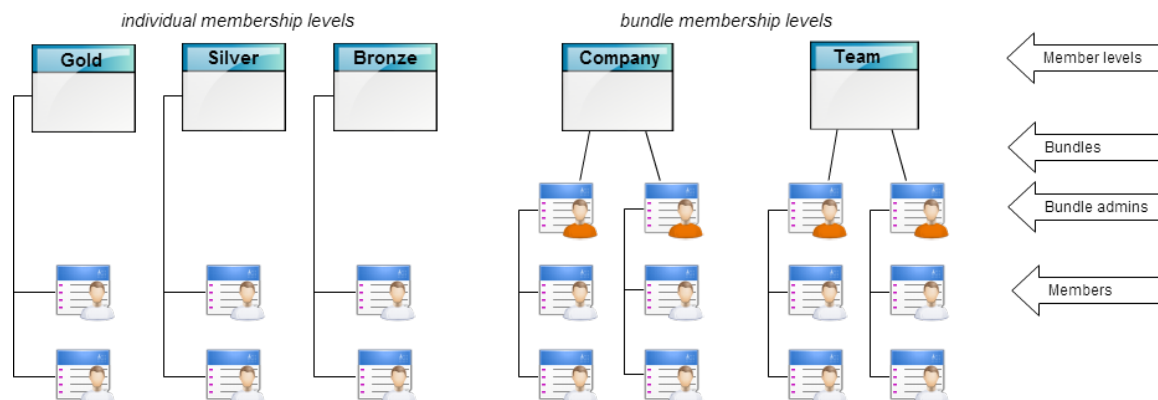 individual membership levels
bundle membership levels
Gold
Silver
Bronze
Company
Team
Member levels
Bundles
Bundle admins
Members